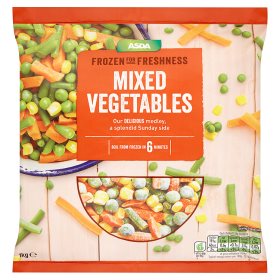 ASDA
FROZEN FOR FRESHNESS
MIXED
VEGETABLES
Our DELICIOUS medley,
a splendid Sunday side
BOIL FROM FROZEN IN 6 MINUTES
1kg e